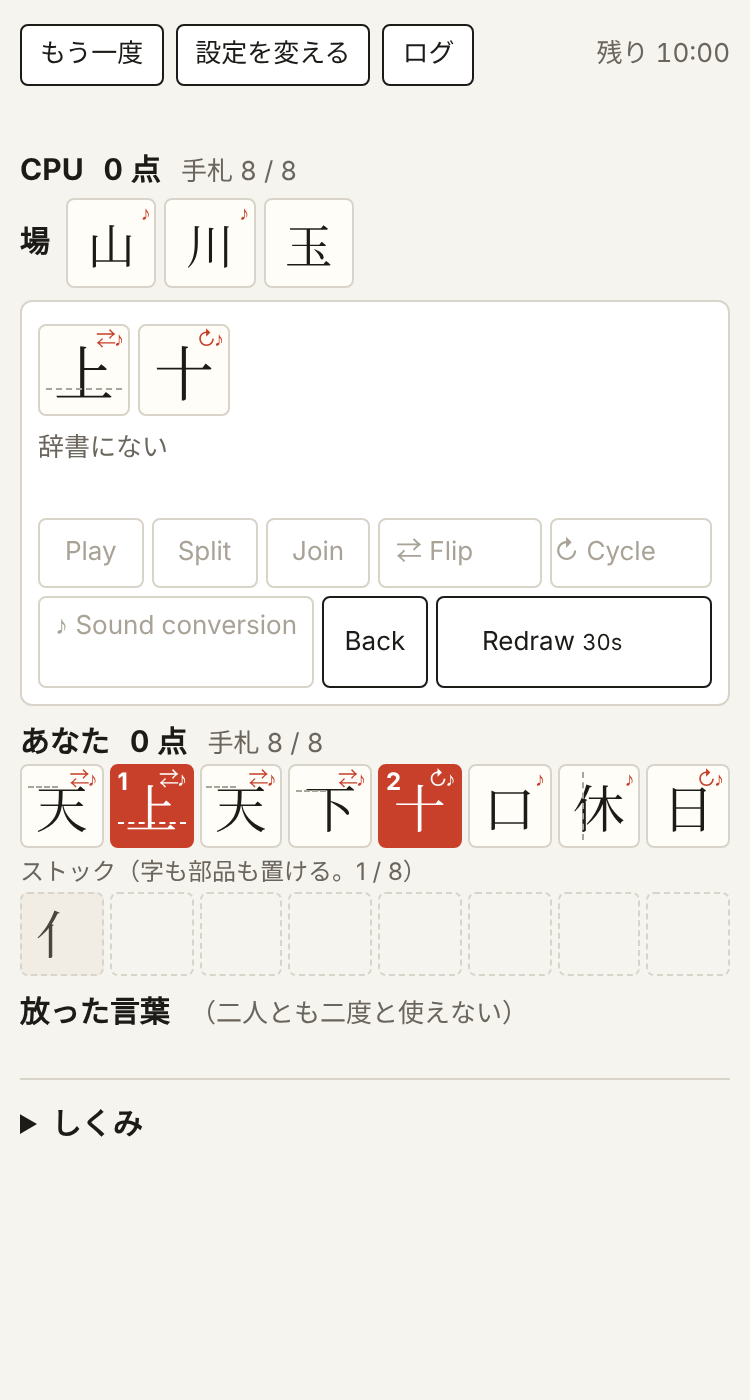 もう一度 設定を変える ログ 残り 10:00
CPU 0 点 手札 8 / 8
場 山♪ 川♪ 玉
上⇄♪ 十↻♪
辞書にない
Play Split Join ⇄ Flip ↻ Cycle
♪ Sound conversion Back Redraw 30s
あなた 0 点 手札 8 / 8
天⇄♪ 1 上⇄♪ 天⇄♪ 下⇄♪ 2 十↻♪ 口♪ 休♪ 日↻♪
ストック（字も部品も置ける。1 / 8）
亻
放った言葉 （二人とも二度と使えない）
▶ しくみ